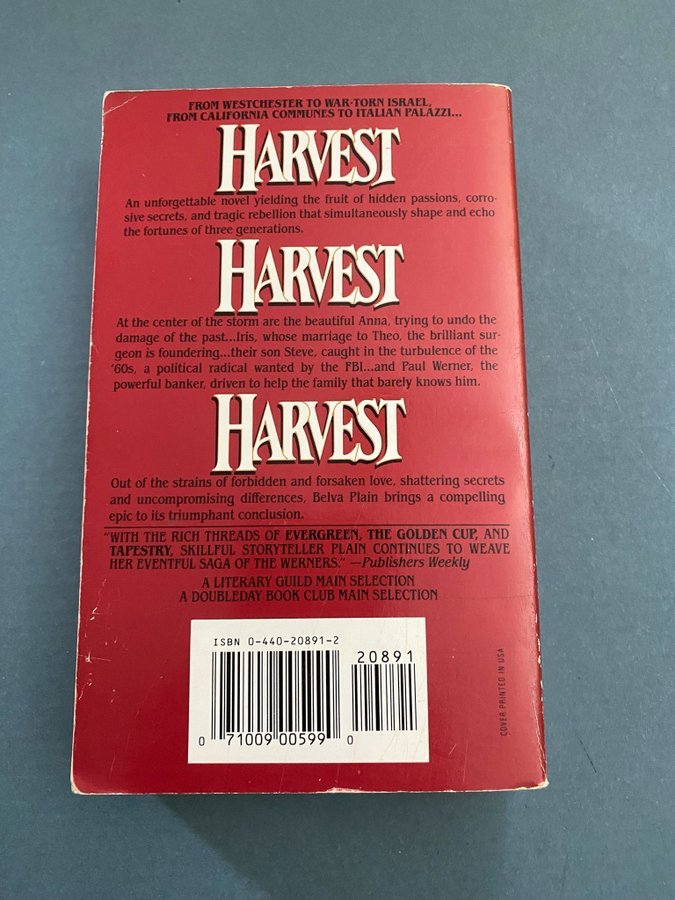 FROM WESTCHESTER TO WAR-TORN ISRAEL,
FROM CALIFORNIA COMMUNES TO ITALIAN PALAZZI...
HARVEST
An unforgettable novel yielding the fruit of hidden passions, corro-
sive secrets, and tragic rebellion that simultaneously shape and echo
the fortunes of three generations.
HARVEST
At the center of the storm are the beautiful Anna, trying to undo the
damage of the past...Iris, whose marriage to Theo, the brilliant sur-
geon is foundering...their son Steve, caught in the turbulence of the
'60s, a political radical wanted by the FBI...and Paul Werner, the
powerful banker, driven to help the family that barely knows him.
HARVEST
Out of the strains of forbidden and forsaken love, shattering secrets
and uncompromising differences, Belva Plain brings a compelling
epic to its triumphant conclusion.
"WITH THE RICH THREADS OF EVERGREEN, THE GOLDEN CUP, AND
TAPESTRY, SKILLFUL STORYTELLER PLAIN CONTINUES TO WEAVE
HER EVENTFUL SAGA OF THE WERNERS." —Publishers Weekly
A LITERARY GUILD MAIN SELECTION
A DOUBLEDAY BOOK CLUB MAIN SELECTION
ISBN 0-440-20891-2
20891
0 71009 00599 0
COVER PRINTED IN USA